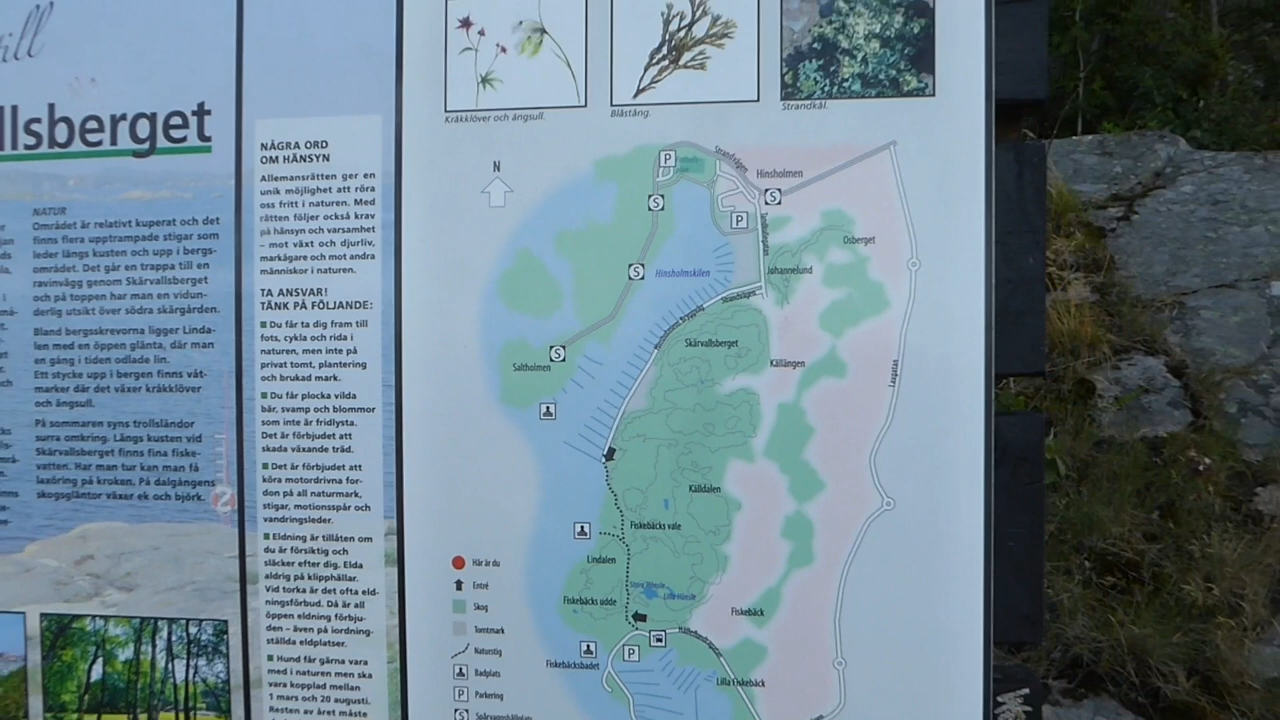 ill
llsberget
NATUR
Området är relativt kuperat och det
finns flera upptrampade stigar som
leder längs kusten och upp i bergs-
området. Det går en trappa till en
ravinvägg genom Skärvallsberget
och på toppen har man en vidun-
derlig utsikt över södra skärgården.
Bland bergsskrevorna ligger Linda-
len med en öppen glänta, där man
en gång i tiden odlade lin.
Ett stycke upp i bergen finns våt-
marker där det växer kråkklöver
och ängsull.
På sommaren syns trollsländor
surra omkring. Längs kusten vid
Skärvallsberget finns fina fiske-
vatten. Har man tur kan man få
laxöring på kroken. På dalgångens
skogsgläntor växer ek och björk.
NÅGRA ORD
OM HÄNSYN
Allemansrätten ger en
unik möjlighet att röra
oss fritt i naturen. Med
rätten följer också krav
på hänsyn och varsamhet
– mot växt och djurliv,
markägare och mot andra
människor i naturen.
TA ANSVAR!
TÄNK PÅ FÖLJANDE:
Du får ta dig fram till
fots, cykla och rida i
naturen, men inte på
privat tomt, plantering
och brukad mark.
Du får plocka vilda
bär, svamp och blommor
som inte är fridlysta.
Det är förbjudet att
skada växande träd.
Det är förbjudet att
köra motordrivna for-
don på all naturmark,
stigar, motionsspår och
vandringsleder.
Eldning är tillåten om
du är försiktig och
släcker efter dig. Elda
aldrig på klipphällar.
Vid torka är det ofta eld-
ningsförbud. Då är all
öppen eldning förbju-
den – även på iordning-
ställda eldplatser.
Hund får gärna vara
med i naturen men ska
vara kopplad mellan
1 mars och 20 augusti.
Resten av året måste
Kråkklöver och ängsull.
Blåstång.
Strandkål.
N
P
Strandvägen
Hinsholmen
S
S
P
Tanneskärsgatan
Osberget
S
Hinsholmskilen
Johannelund
Strandvägen
Skärvallsberget
S
Saltholmen
Källängen
Laxgatan
Källdalen
Fiskebäcks vale
Lindalen
Stora Hinsle
Lilla Hinsle
Fiskebäcks udde
Fiskebäck
Hälleflundregatan
P
Fiskebäcksbadet
Lilla Fiskebäck
Här är du
Entré
Skog
Tomtmark
Naturstig
Badplats
P Parkering
S Spårvagnshållplats